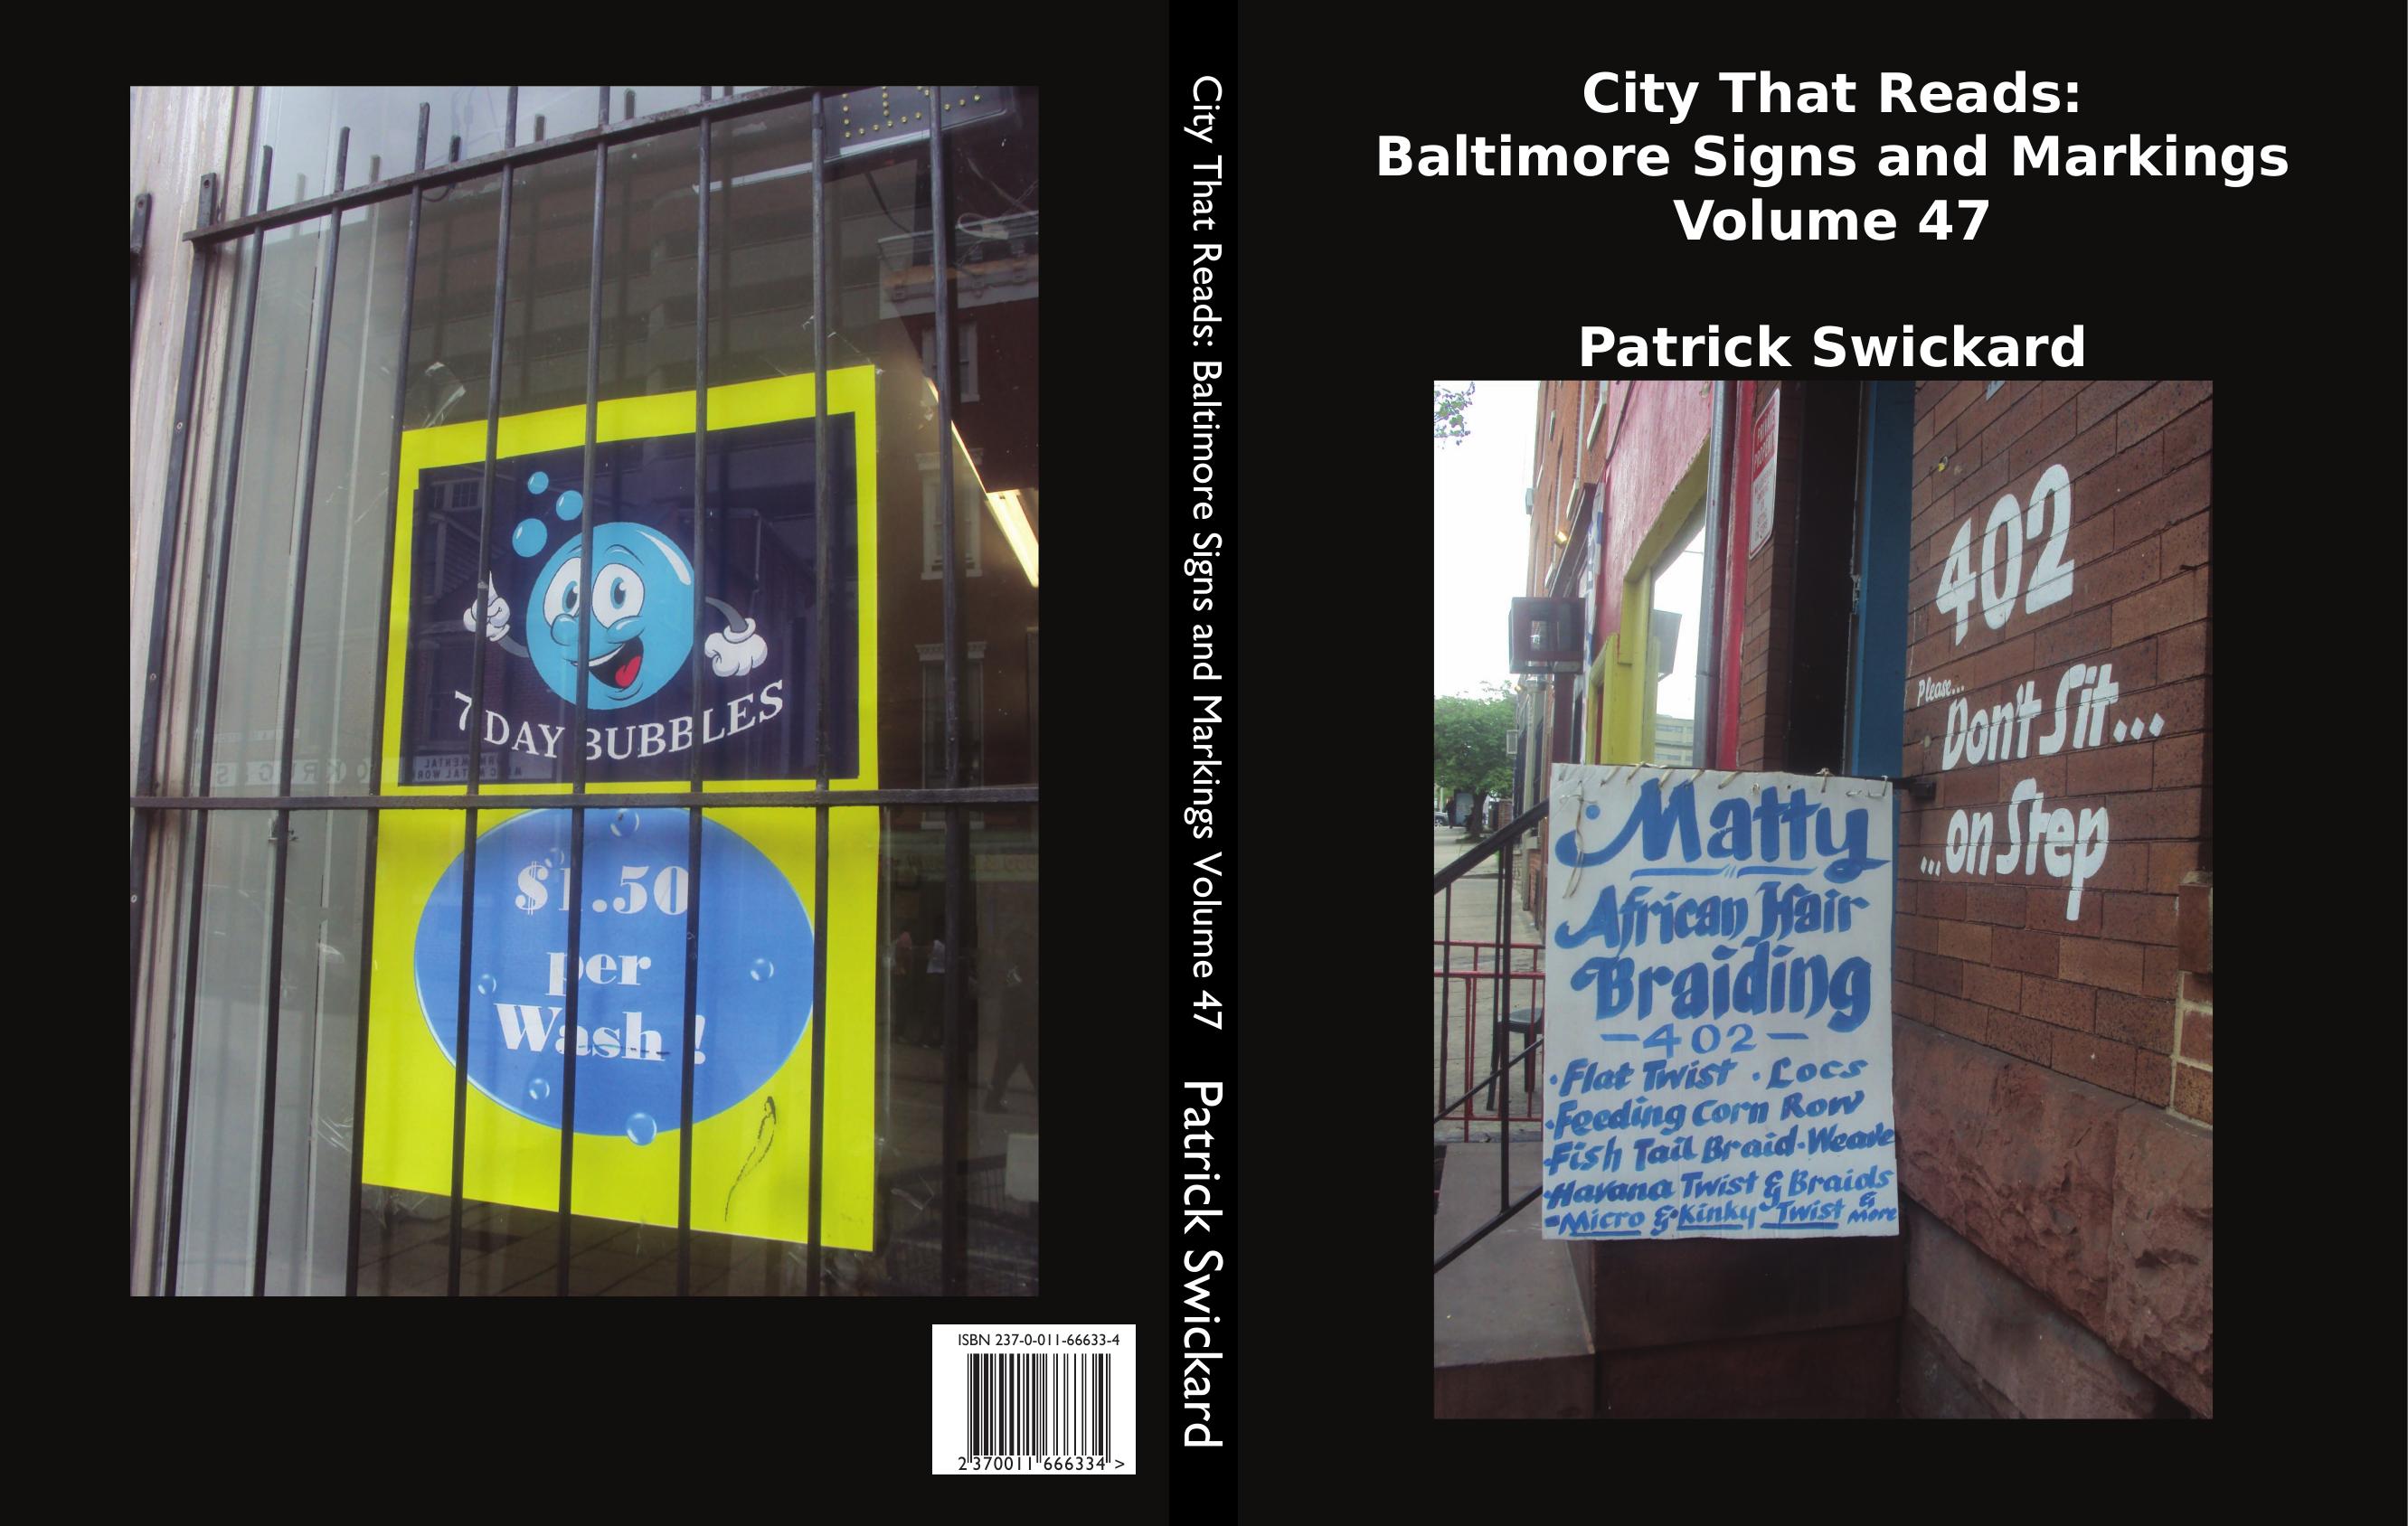 7 DAY BUBBLES
$1.50
per
Wash !
ISBN 237-0-011-66633-4
2 370011 666334 >
City That Reads: Baltimore Signs and Markings Volume 47 Patrick Swickard
City That Reads:
Baltimore Signs and Markings
Volume 47
Patrick Swickard
402
Please...
Don't Sit...
...on Step
Matty
African Hair
Braiding
-402-
·Flat Twist ·Locs
·Feeding Corn Row
·Fish Tail Braid·Weave
·Havana Twist & Braids
-Micro &·Kinky Twist & More